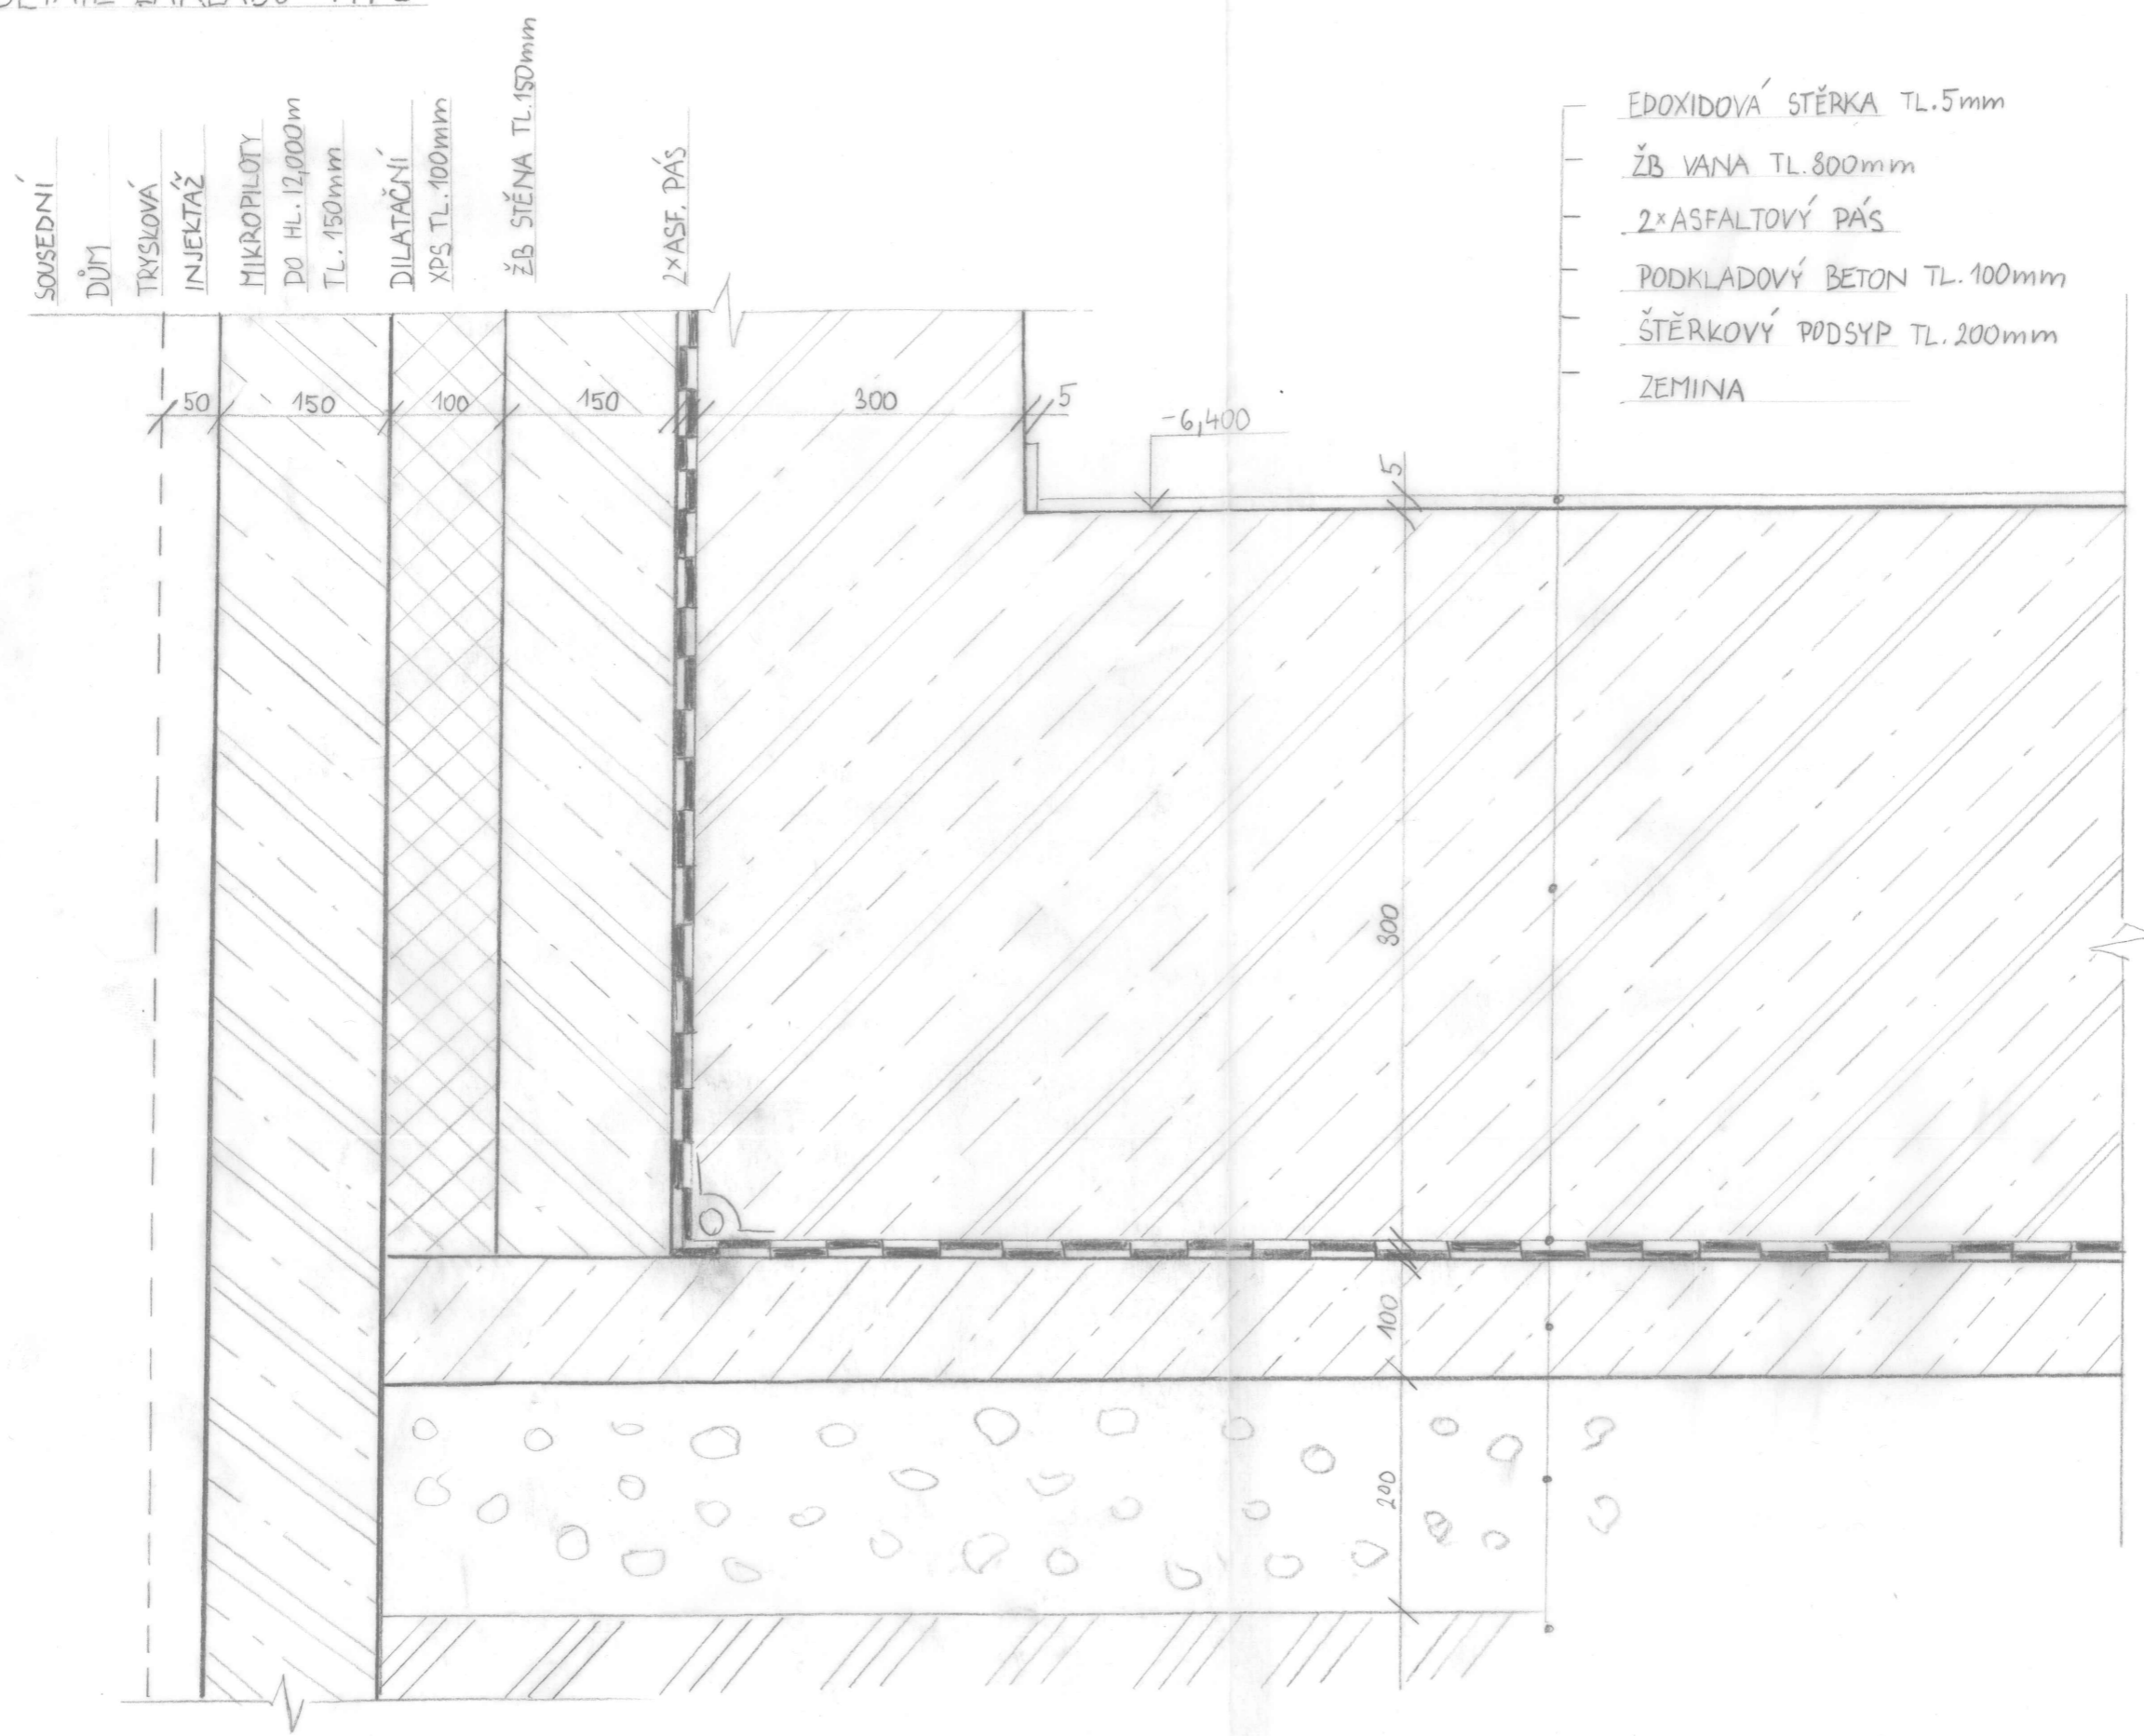 SOUSEDNÍ
DŮM
TRYSKOVÁ
INJEKTÁŽ
MIKROPILOTY
DO HL. 12,000m
TL. 150mm
DILATAČNÍ
XPS TL. 100mm
ŽB STĚNA TL. 150mm
2×ASF. PÁS
EDOXIDOVÁ STĚRKA TL. 5mm
ŽB VANA TL. 800mm
2×ASFALTOVÝ PÁS
PODKLADOVÝ BETON TL. 100mm
ŠTĚRKOVÝ PODSYP TL. 200mm
ZEMINA
50 150 100 150 300 5
-6,400
5
800
100
200